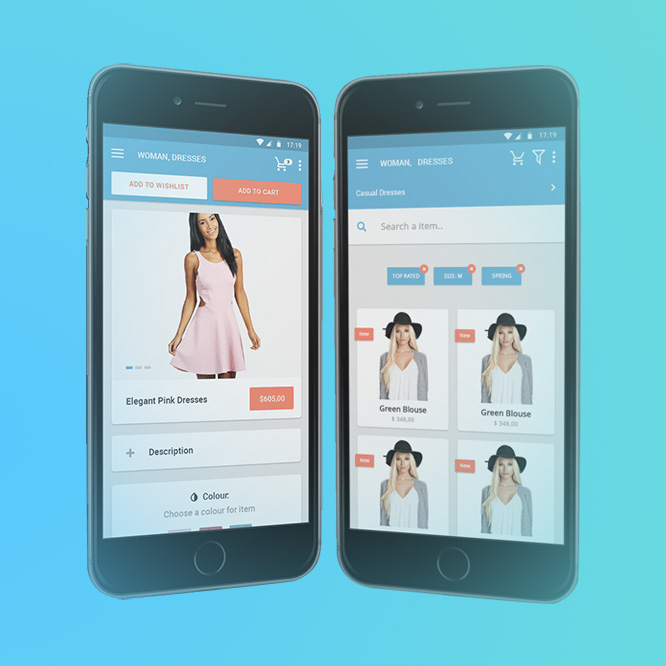 17:19
WOMAN, DRESSES
ADD TO WISHLIST
ADD TO CART
Elegant Pink Dresses
$605,00
Description
Colour:
Choose a colour for item
17:19
WOMAN, DRESSES
Casual Dresses
Search a item..
TOP RATED
SIZE: M
SPRING
New
New
Green Blouse
$ 348,00
Green Blouse
$ 348,00
New
New